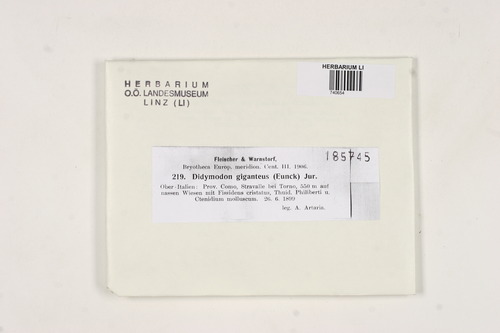 HERBARIUM LI
740654
HERBARIUM
O.Ö. LANDESMUSEUM
LINZ (LI)
185745
Fleischer & Warnstorf,
Bryotheca Europ. meridion. Cent. III. 1906.
219. Didymodon giganteus (Funck) Jur.
Ober-Italien: Prov. Como, Stravalle bei Torno, 550 m auf
nassen Wiesen mit Fissidens cristatus, Thuid. Philiberti u.
Ctenidium molluscum. 26. 6. 1899
leg. A. Artaria.